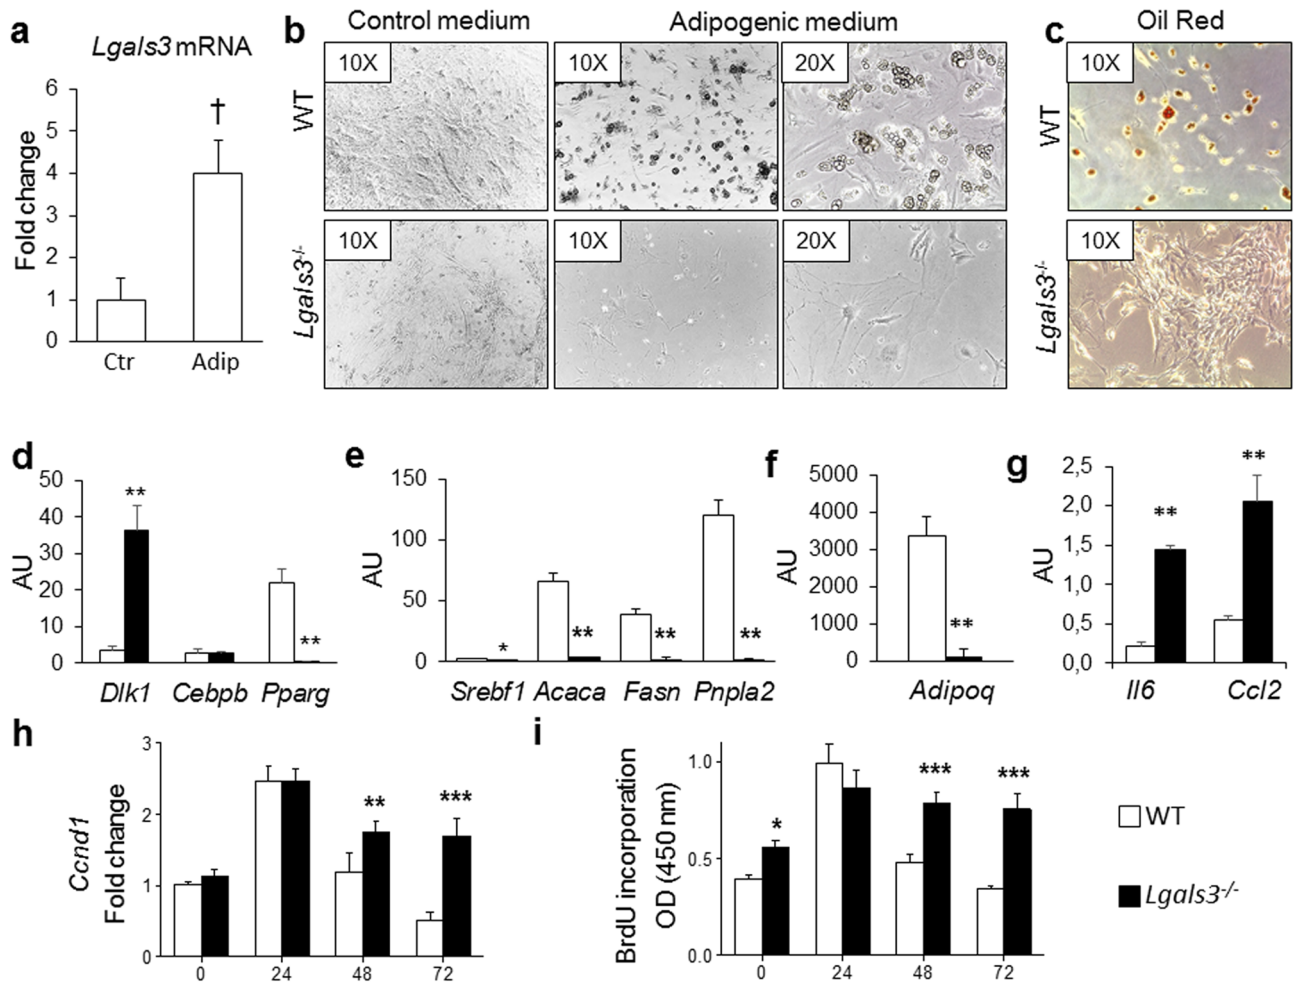 a
Lgals3 mRNA
Fold change
6
5
4
3
2
1
0
†
Ctr Adip
b
Control medium Adipogenic medium
WT
10X 10X 20X
Lgals3-/-
10X 10X 20X
c
Oil Red
WT
10X
Lgals3-/-
10X
d
AU
50
40
30
20
10
0
**
**
Dlk1 Cebpb Pparg
e
AU
150
100
50
0
* ** ** **
Srebf1 Acaca Fasn Pnpla2
f
AU
5000
4000
3000
2000
1000
0
**
Adipoq
g
AU
2,5
2,0
1,5
1,0
0,5
0,0
**
**
Il6 Ccl2
h
Ccnd1
Fold change
3
2
1
0
** ***
0 24 48 72
i
BrdU incorporation
OD (450 nm)
1.0
0.5
0.0
* *** ***
0 24 48 72
WT
Lgals3-/-